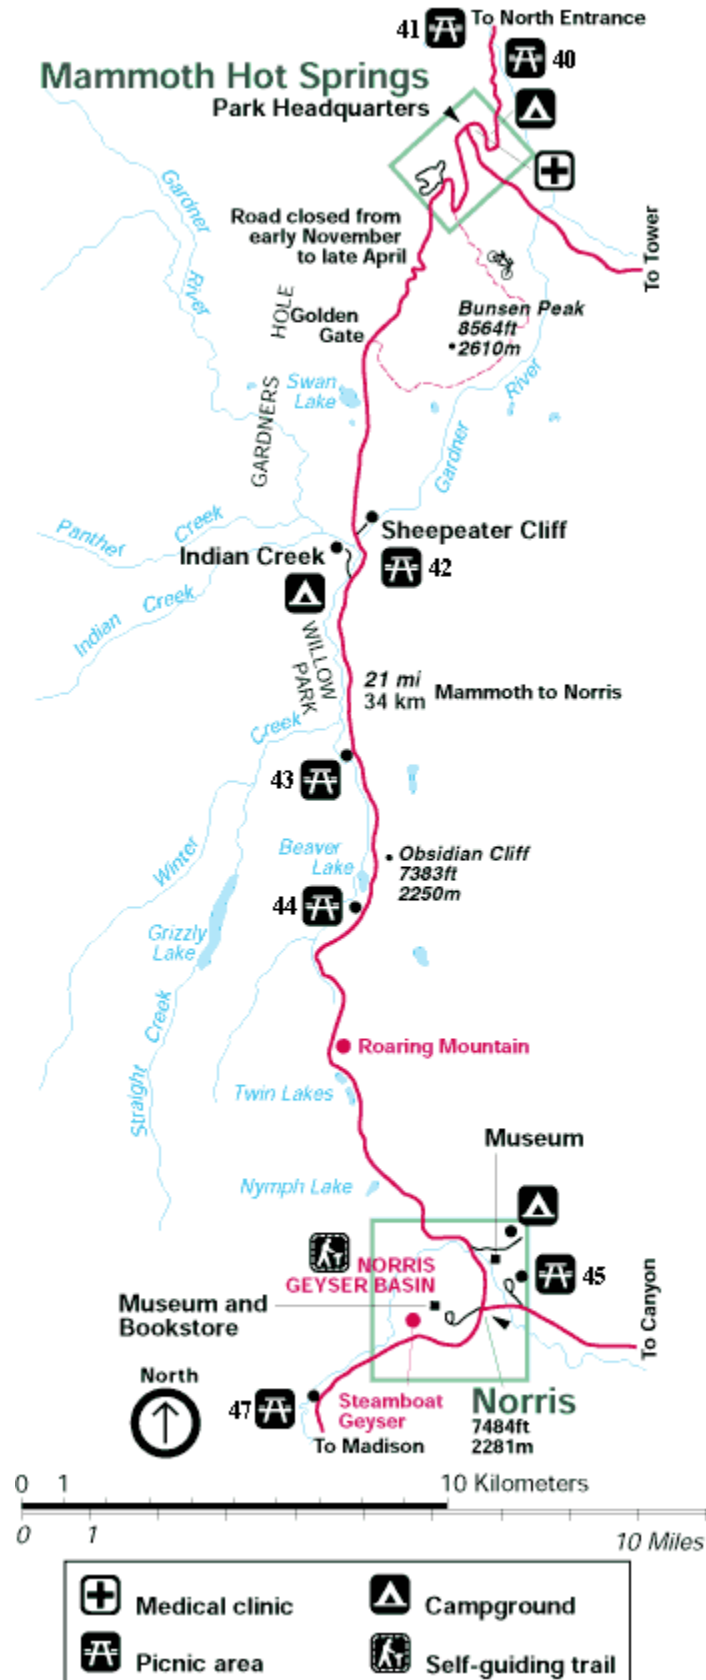 41
To North Entrance
40
Mammoth Hot Springs
Park Headquarters
Gardner
River
Road closed from
early November
to late April
To Tower
HOLE
Golden
Gate
Bunsen Peak
8564ft
2610m
GARDNERS
Swan
Lake
Gardner
River
Panther
Creek
Sheepeater Cliff
Indian Creek
42
Indian
Creek
WILLOW
PARK
21 mi
34 km
Mammoth to Norris
Creek
43
Winter
Beaver
Lake
Obsidian Cliff
7383ft
2250m
44
Grizzly
Lake
Straight
Creek
Roaring Mountain
Twin Lakes
Museum
Nymph Lake
NORRIS
GEYSER BASIN
45
Museum and
Bookstore
To Canyon
North
47
Steamboat
Geyser
Norris
7484ft
2281m
To Madison
0 1 10 Kilometers
0 1 10 Miles
Medical clinic
Campground
Picnic area
Self-guiding trail